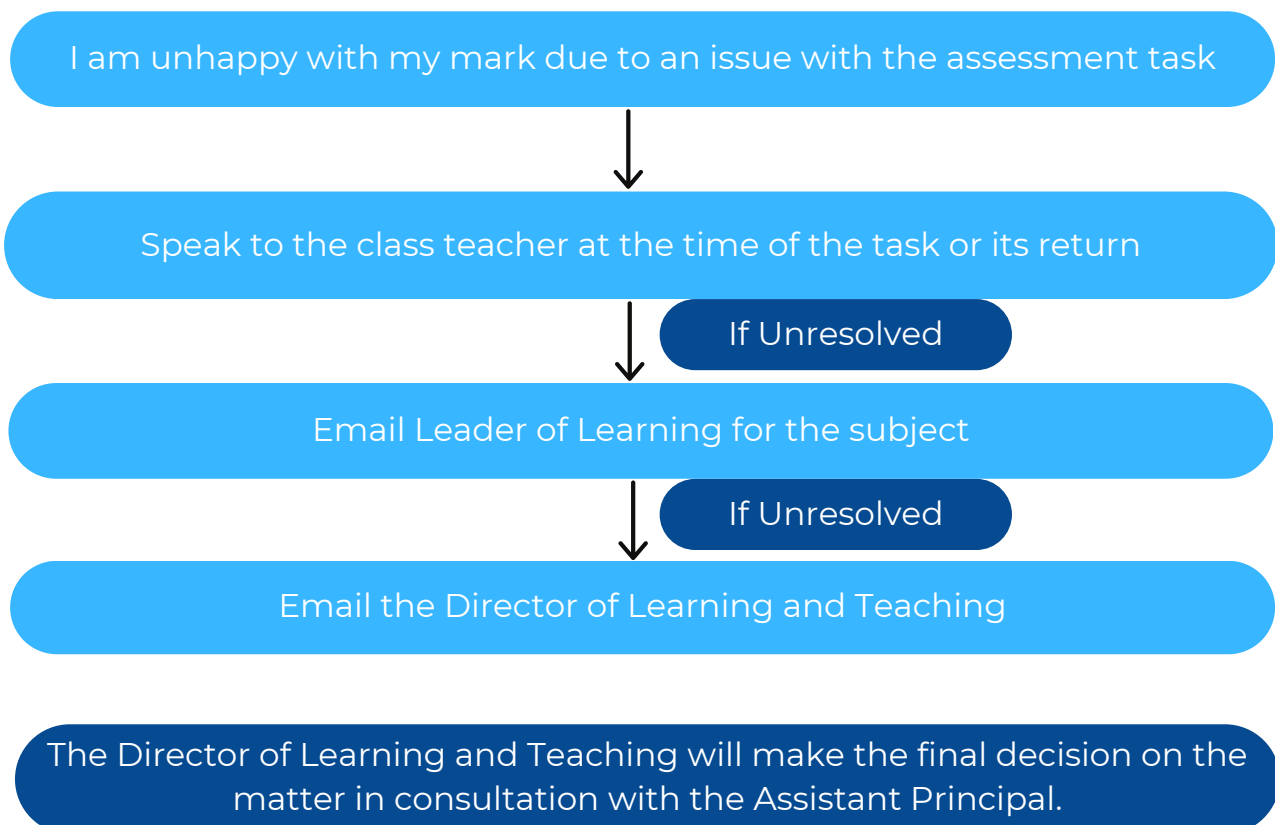 I am unhappy with my mark due to an issue with the assessment task
Speak to the class teacher at the time of the task or its return
If Unresolved
Email Leader of Learning for the subject
If Unresolved
Email the Director of Learning and Teaching
The Director of Learning and Teaching will make the final decision on the
matter in consultation with the Assistant Principal.